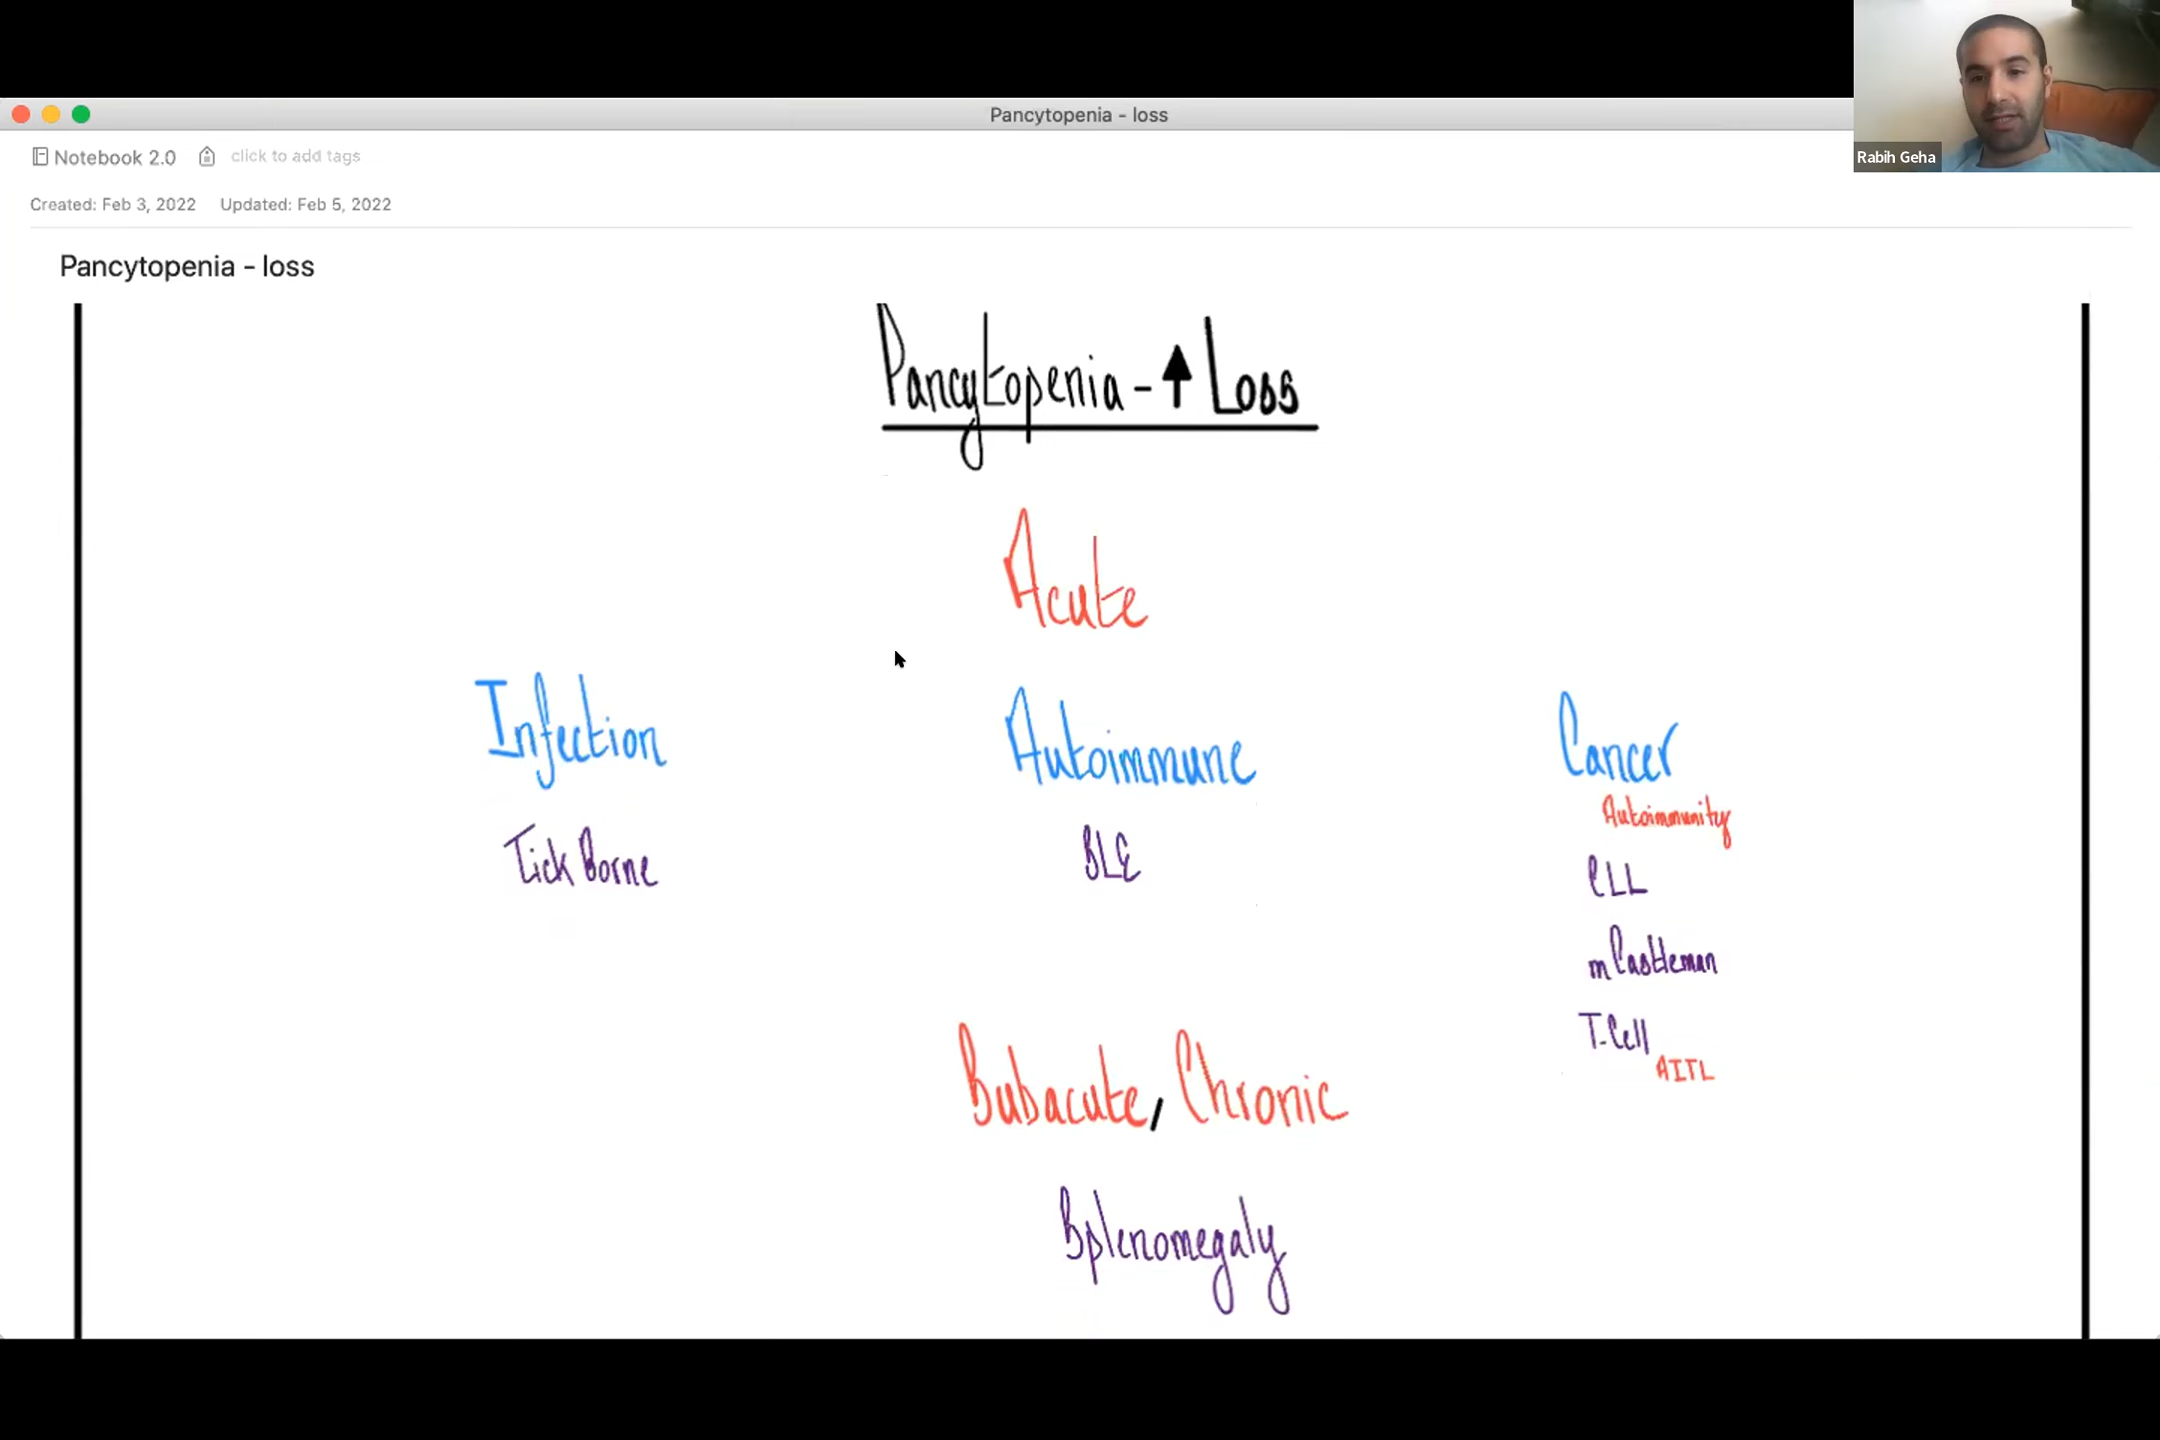 Pancytopenia - loss
Rabih Geha
Notebook 2.0 click to add tags
Created: Feb 3, 2022 Updated: Feb 5, 2022
Pancytopenia - loss
Pancytopenia - ↑ Loss
Acute
Infection Autoimmune Cancer
Autoimmunity
Tick Borne SLE CLL
mCastleman
T-Cell
AITL
Subacute, Chronic
Splenomegaly